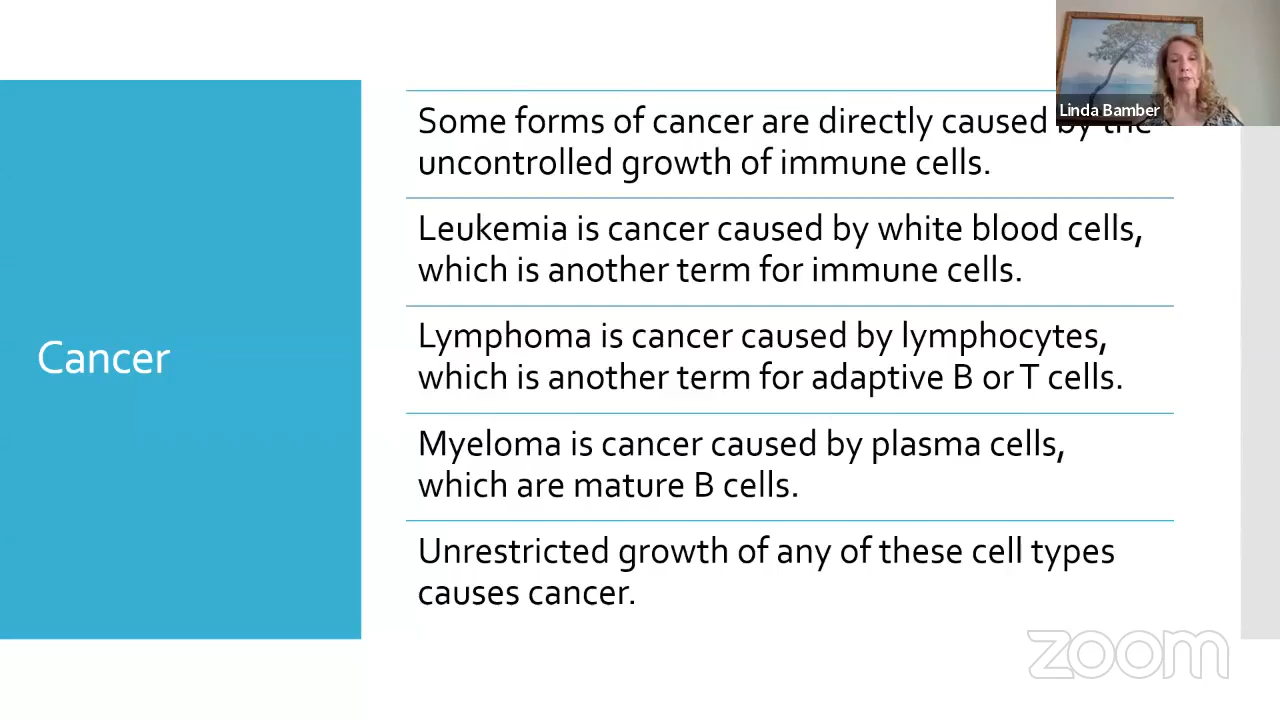 Linda Bamber
Some forms of cancer are directly caused by the
uncontrolled growth of immune cells.
Leukemia is cancer caused by white blood cells,
which is another term for immune cells.
Cancer
Lymphoma is cancer caused by lymphocytes,
which is another term for adaptive B or T cells.
Myeloma is cancer caused by plasma cells,
which are mature B cells.
Unrestricted growth of any of these cell types
causes cancer.
zoom